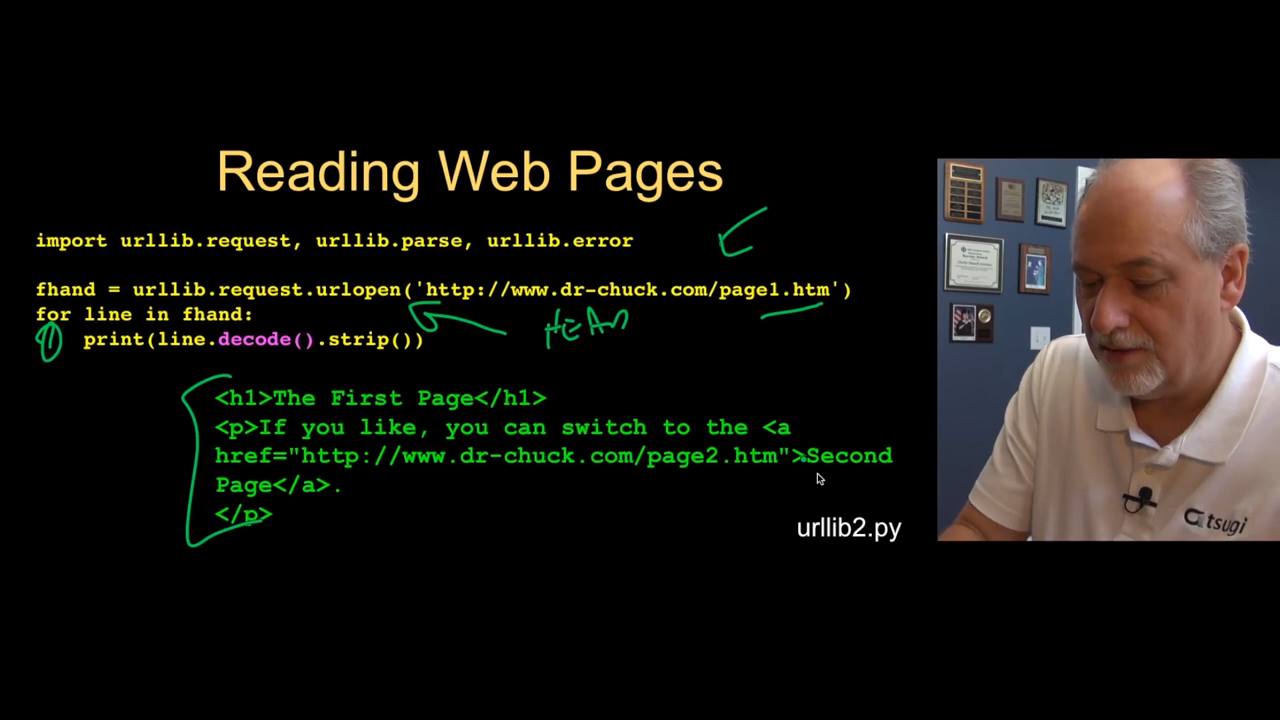 Reading Web Pages
import urllib.request, urllib.parse, urllib.error
fhand = urllib.request.urlopen('http://www.dr-chuck.com/page1.htm')
for line in fhand:
print(line.decode().strip())
HEAD
<h1>The First Page</h1>
<p>If you like, you can switch to the <a
href="http://www.dr-chuck.com/page2.htm">Second
Page</a>.
</p>
urllib2.py
tsugi